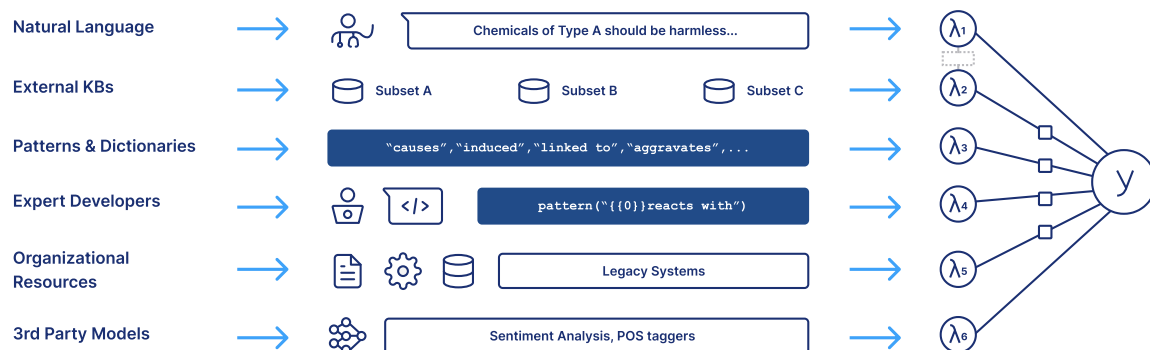 Natural Language
Chemicals of Type A should be harmless...
λ1
External KBs
Subset A
Subset B
Subset C
λ2
Patterns & Dictionaries
“causes”,“induced”,“linked to”,“aggravates”,...
λ3
y
Expert Developers
</>
pattern(“{{0}}reacts with”)
λ4
Organizational
Resources
Legacy Systems
λ5
3rd Party Models
Sentiment Analysis, POS taggers
λ6